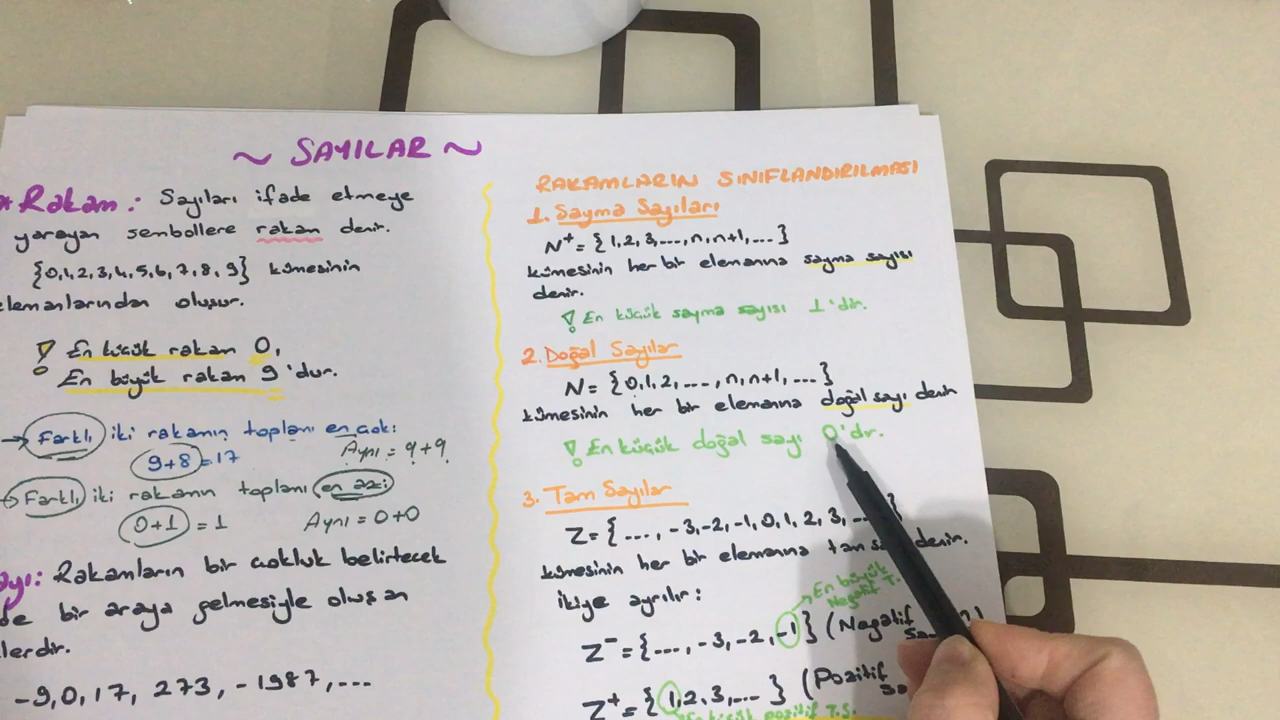 ~ SAYILAR ~
* Rakam: Sayıları ifade etmeye
yarayan sembollere rakam denir.
{0,1,2,3,4,5,6,7,8,9} kümesinin
elemanlarından oluşur.
! En küçük rakam 0,
En büyük rakam 9'dur.
→ Farklı iki rakamın toplamı en çok:
9+8=17
Aynı = 9+9
→ Farklı iki rakamın toplamı en az:
0+1 = 1
Aynı = 0+0
ayı: Rakamların bir çokluk belirtecek
de bir araya gelmesiyle oluşan
lerdir.
-9,0,17, 273, -1987,...
RAKAMLARIN SINIFLANDIRILMASI
1. Sayma Sayıları
N⁺= {1,2,3,...,n,n+1,...}
kümesinin her bir elemanına sayma sayısı
denir.
! En küçük sayma sayısı 1'dir.
2. Doğal Sayılar
N= {0,1,2,...,n,n+1,...}
kümesinin her bir elemanına doğal sayı denir
! En küçük doğal sayı 0'dır.
3. Tam Sayılar
Z= {..., -3,-2,-1,0,1,2,3, }
kümesinin her bir elemanına tam denir.
ikiye ayrılır:
En büyük
Negatif T.
Z⁻={..., -3, -2, -1} (Negatif
Z⁺= {1,2,3,...} (Pozitif
En küçük pozitif T.S.